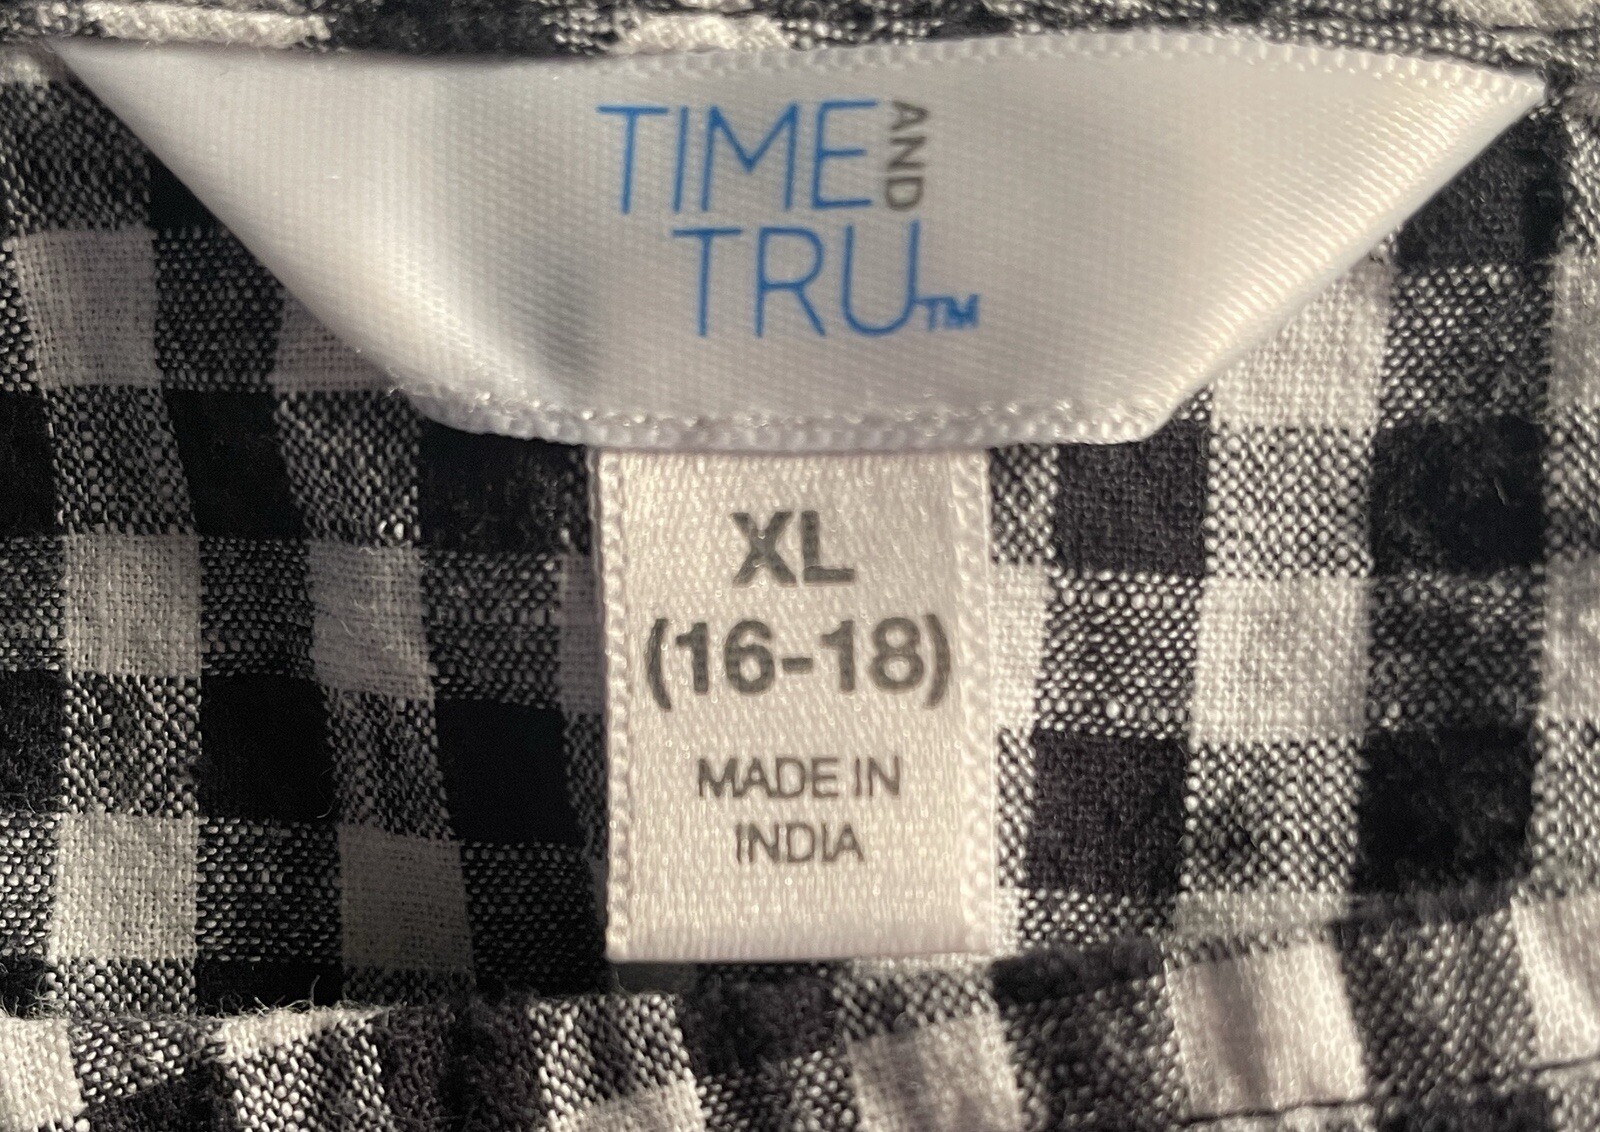 TIME AND
TRU™
XL
(16-18)
MADE IN
INDIA